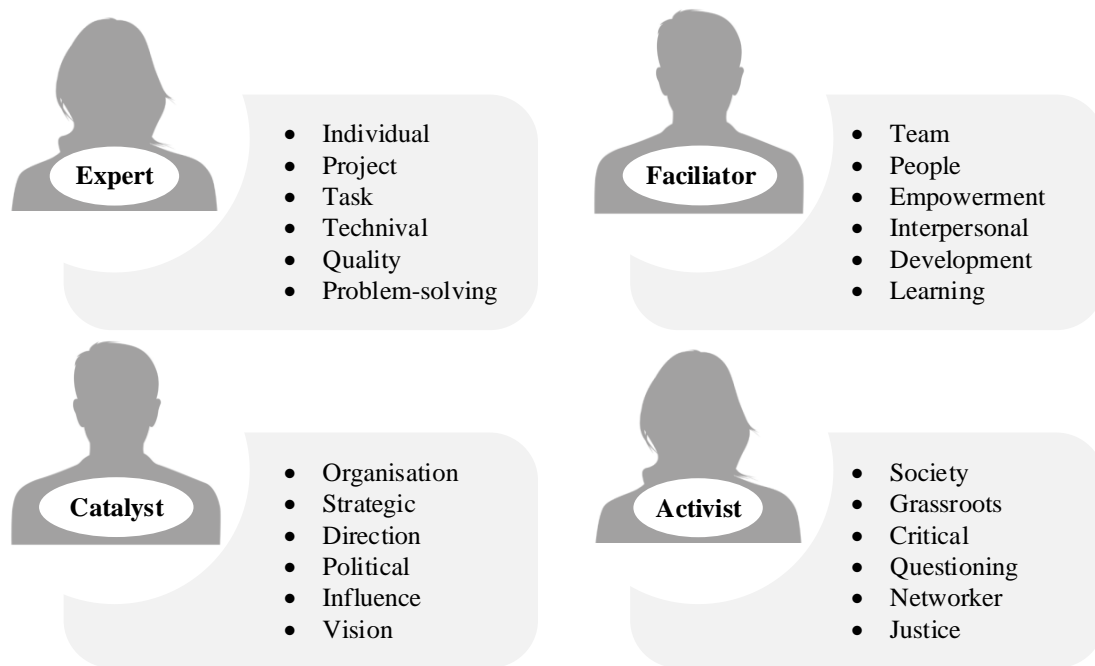 Expert
• Individual
• Project
• Task
• Technival
• Quality
• Problem-solving
Faciliator
• Team
• People
• Empowerment
• Interpersonal
• Development
• Learning
Catalyst
• Organisation
• Strategic
• Direction
• Political
• Influence
• Vision
Activist
• Society
• Grassroots
• Critical
• Questioning
• Networker
• Justice